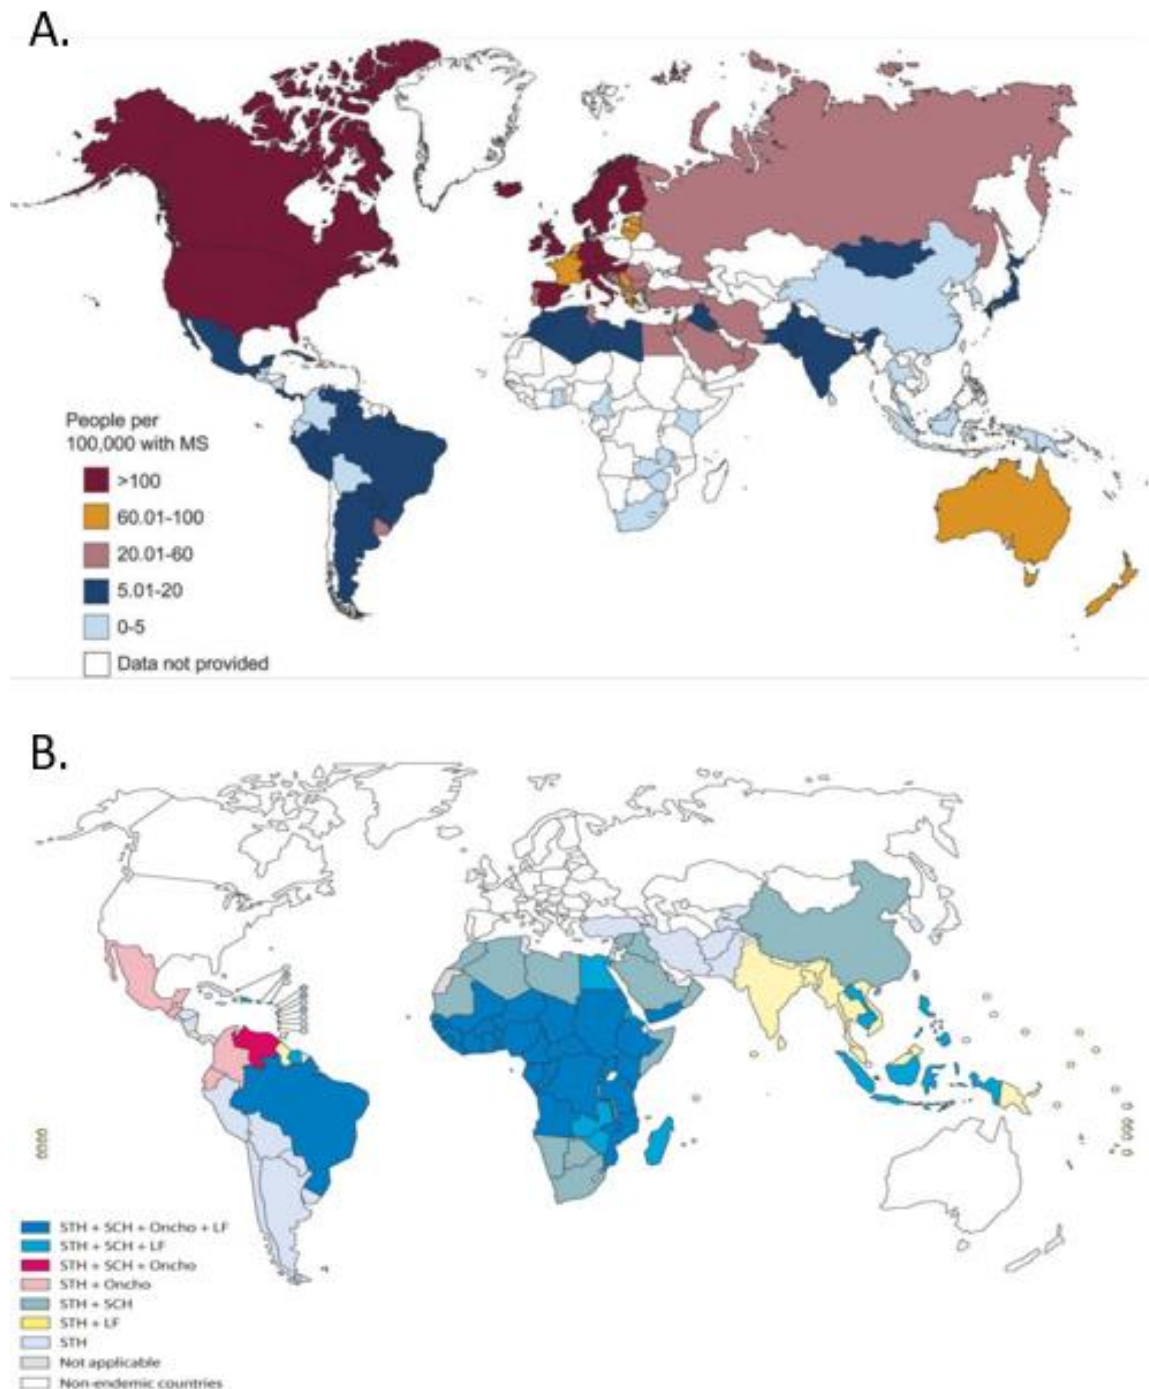 A.
People per
100,000 with MS
>100
60.01-100
20.01-60
5.01-20
0-5
Data not provided
B.
STH + SCH + Oncho + LF
STH + SCH + LF
STH + SCH + Oncho
STH + Oncho
STH + SCH
STH + LF
STH
Not applicable
Non-endemic countries